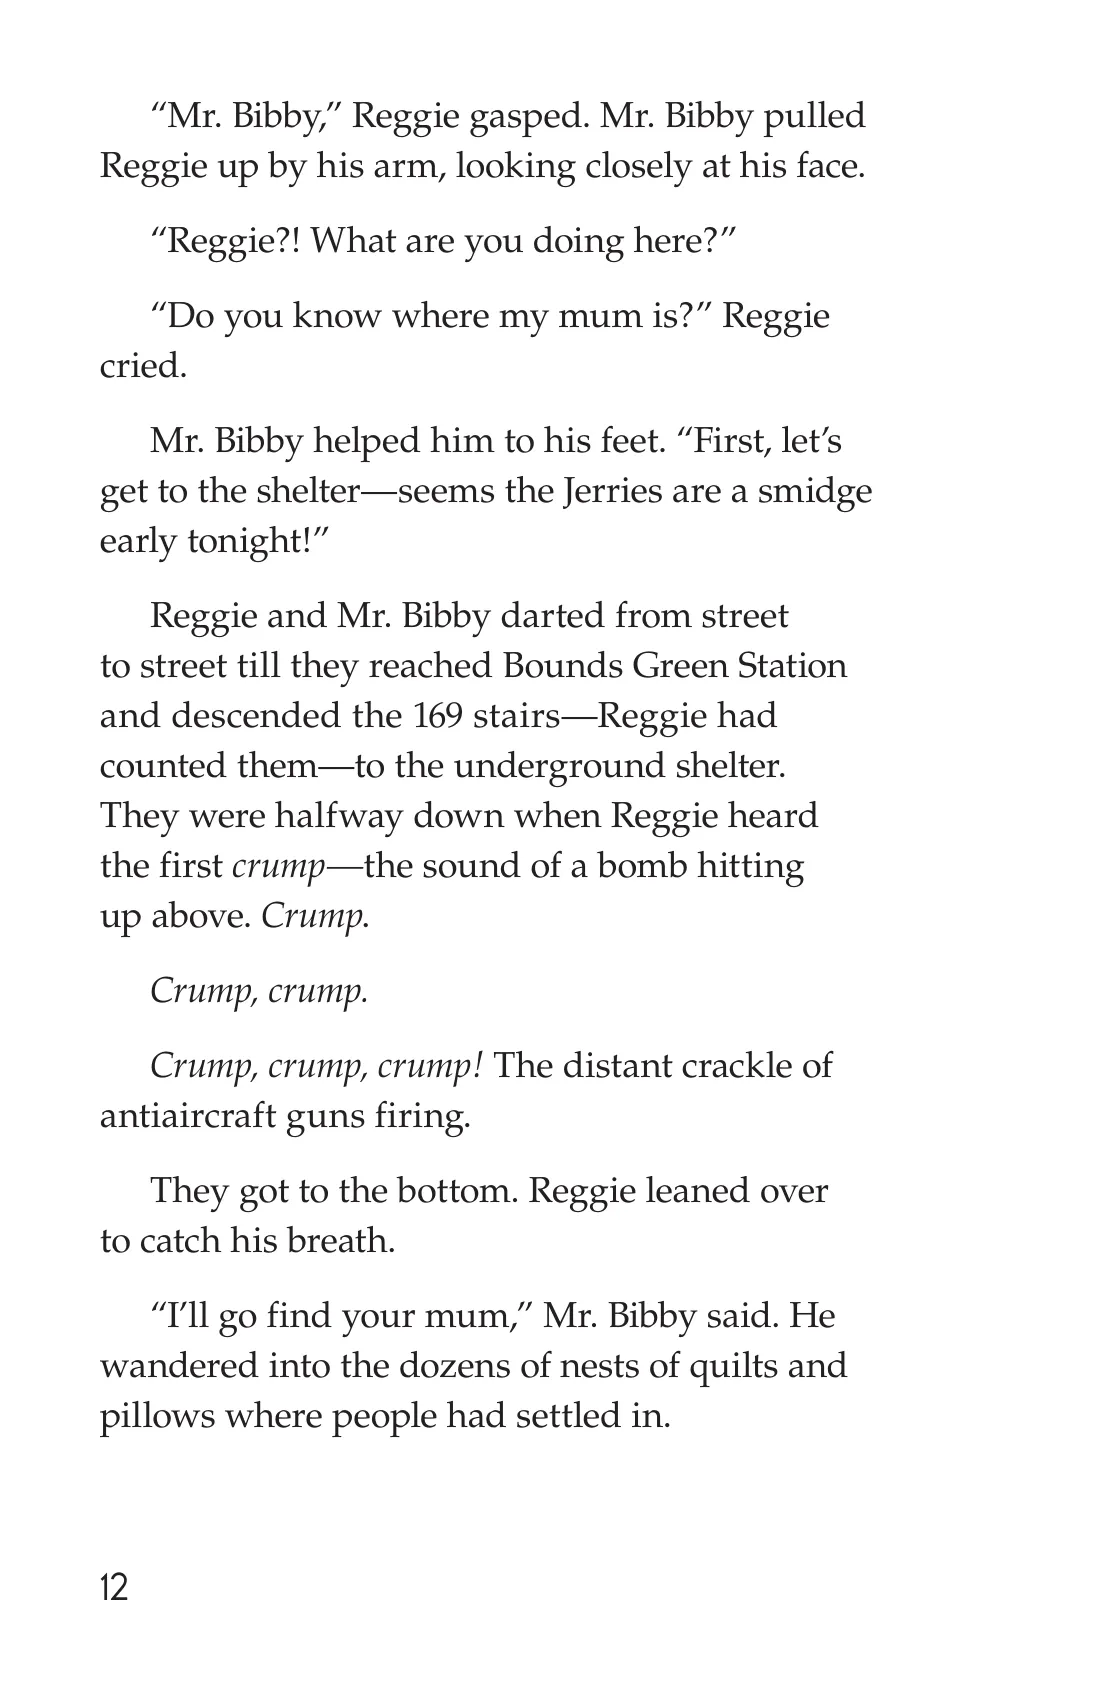 “Mr. Bibby,” Reggie gasped. Mr. Bibby pulled
Reggie up by his arm, looking closely at his face.
“Reggie?! What are you doing here?”
“Do you know where my mum is?” Reggie
cried.
Mr. Bibby helped him to his feet. “First, let’s
get to the shelter—seems the Jerries are a smidge
early tonight!”
Reggie and Mr. Bibby darted from street
to street till they reached Bounds Green Station
and descended the 169 stairs—Reggie had
counted them—to the underground shelter.
They were halfway down when Reggie heard
the first crump—the sound of a bomb hitting
up above. Crump.
Crump, crump.
Crump, crump, crump! The distant crackle of
antiaircraft guns firing.
They got to the bottom. Reggie leaned over
to catch his breath.
“I’ll go find your mum,” Mr. Bibby said. He
wandered into the dozens of nests of quilts and
pillows where people had settled in.
12